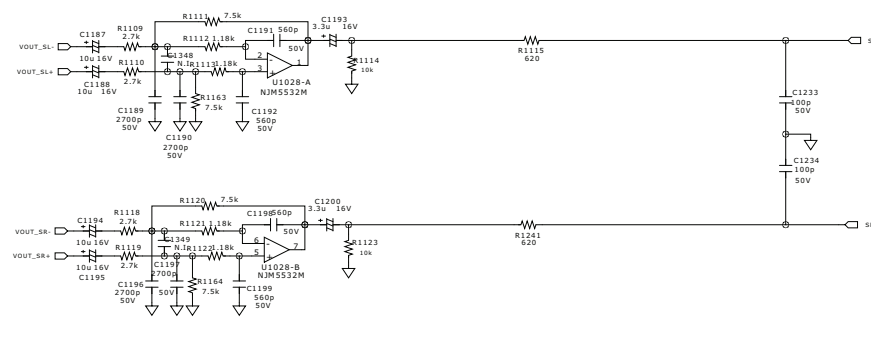 R1111 7.5k
C1187
R1109
2.7k
R1112 1.18k
C1191 560p
50V
C1193
3.3u 16V
VOUT_SL-
10u 16V
C1348
N.I
2
3
1
R1114
10k
R1115
620
VOUT_SL+
R1110
2.7k
R1113 1.18k
U1028-A
NJM5532M
C1188
10u 16V
R1163
7.5k
C1189
2700p
50V
C1190
2700p
50V
C1192
560p
50V
C1233
100p
50V
C1234
100p
50V
R1120 7.5k
C1194
R1118
2.7k
R1121 1.18k
C1198 560p
50V
C1200
3.3u 16V
VOUT_SR-
10u 16V
C1349
N.I
6
5
7
R1123
10k
R1241
620
VOUT_SR+
R1119
2.7k
R1122 1.18k
U1028-B
NJM5532M
10u 16V
C1195
C1197
2700p
50V
R1164
7.5k
C1196
2700p
50V
C1199
560p
50V